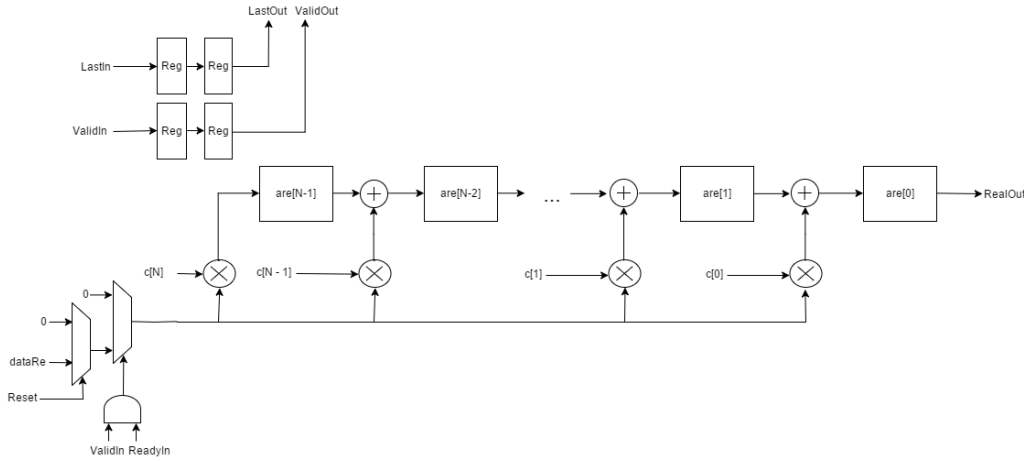 LastOut ValidOut
LastIn
Reg
Reg
ValidIn
Reg
Reg
are[N-1]
+
are[N-2]
...
+
are[1]
+
are[0]
RealOut
c[N]
c[N - 1]
c[1]
c[0]
0
0
dataRe
Reset
ValidIn ReadyIn